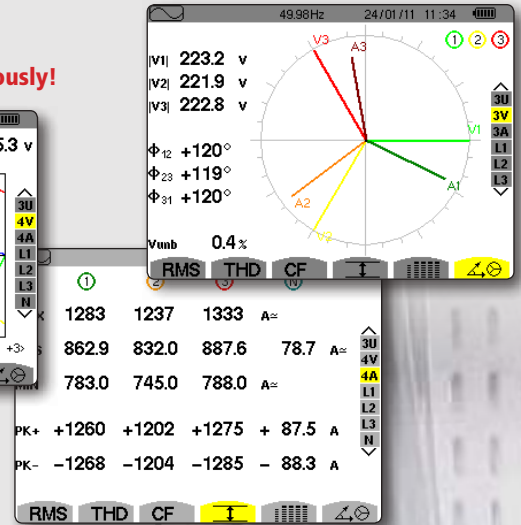 ously!
49.98Hz 24/01/11 11:34
|V1| 223.2 v
|V2| 221.9 v
|V3| 222.8 v
Φ12 +120°
Φ23 +119°
Φ31 +120°
Vunb 0.4 %
V3
A3
V1
A1
A2
V2
1 2 3
3U
3V
3A
L1
L2
L3
RMS THD CF
5.3 v
3U
4V
4A
L1
L2
L3
N
+3>
1 2 3 N
1283 1237 1333 A≃
862.9 832.0 887.6 78.7 A≃
MIN 783.0 745.0 788.0 A≃
PK+ +1260 +1202 +1275 + 87.5 A
PK- -1268 -1204 -1285 - 88.3 A
3U
4V
4A
L1
L2
L3
N
RMS THD CF